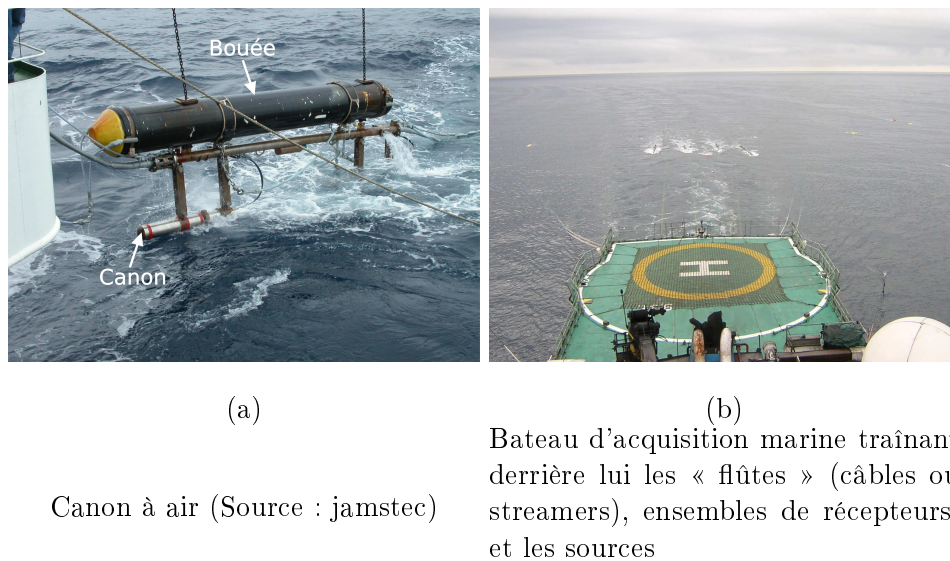 Bouée
Canon
H
(a)
(b)
Canon à air (Source : jamstec)
Bateau d'acquisition marine traînant
derrière lui les « flûtes » (câbles ou
streamers), ensembles de récepteurs,
et les sources